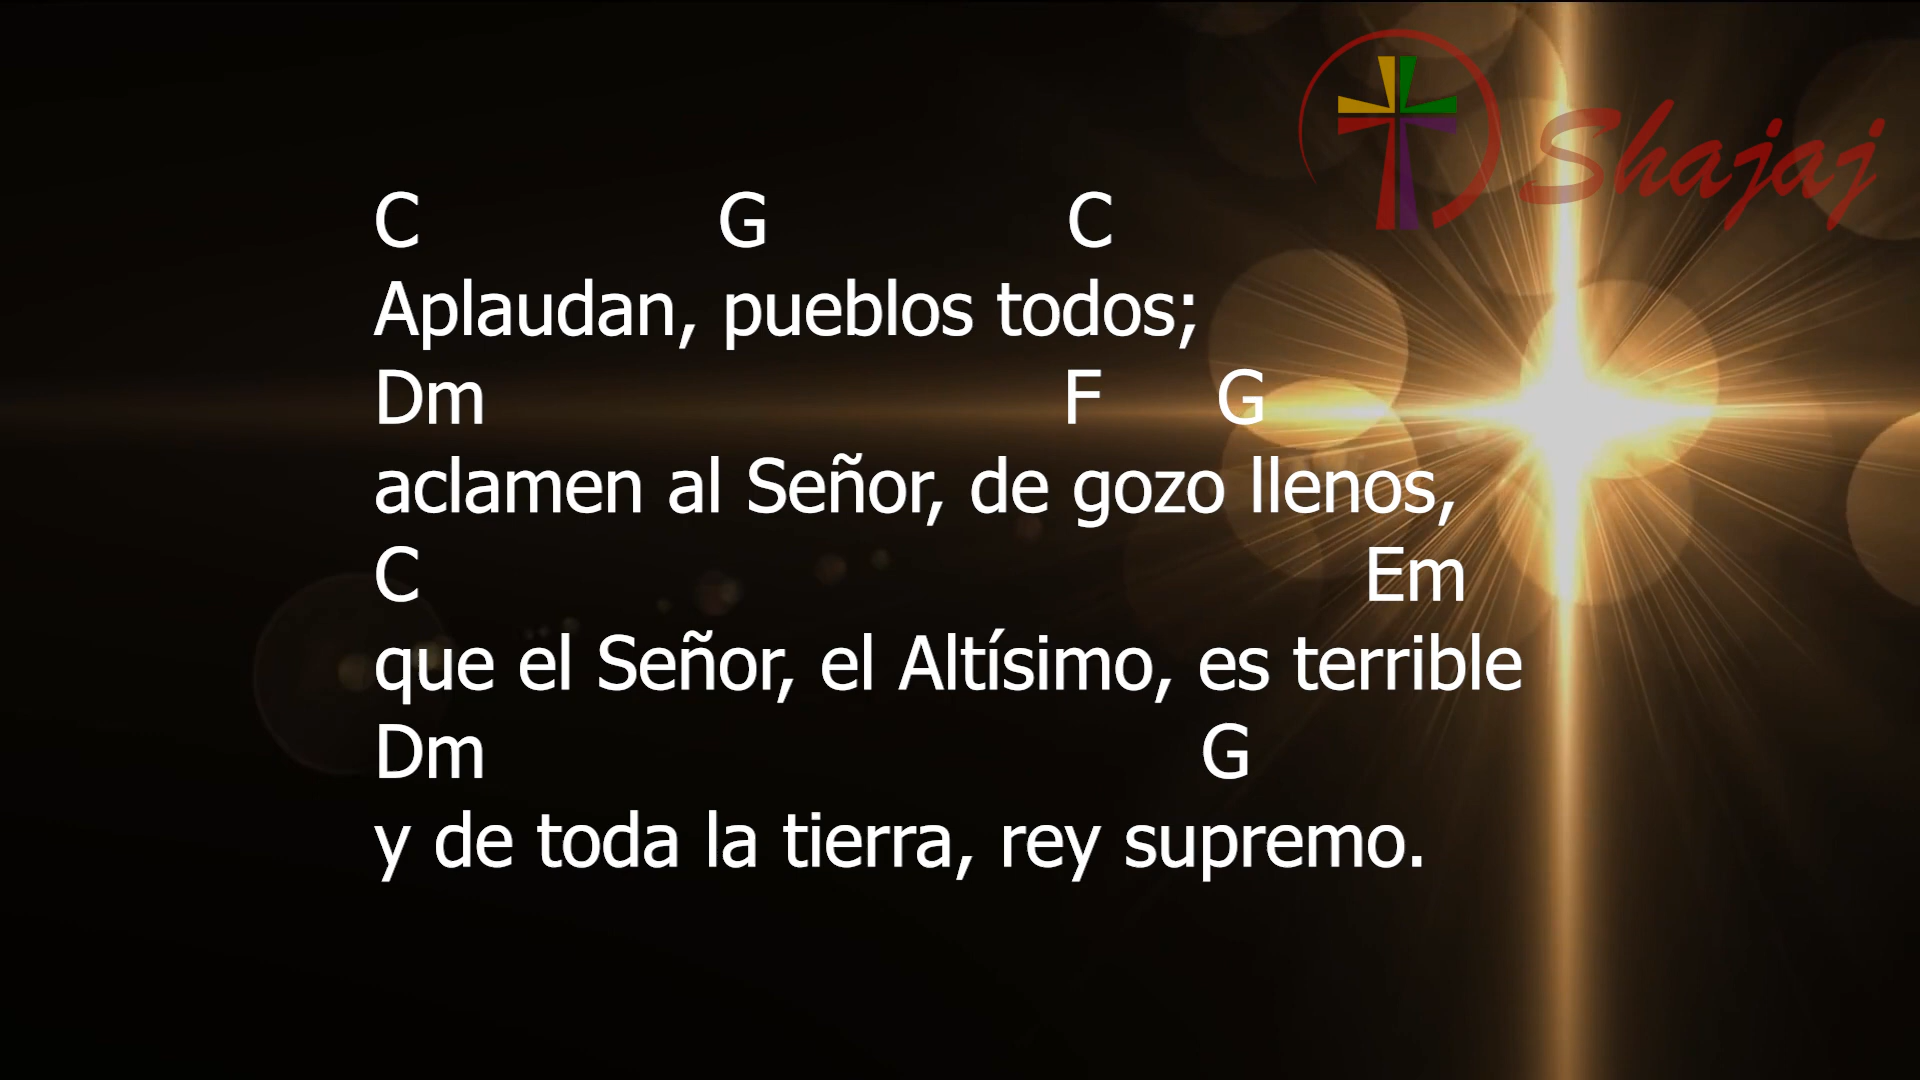 Shajaj
C G C
Aplaudan, pueblos todos;
Dm F G
aclamen al Señor, de gozo llenos,
C Em
que el Señor, el Altísimo, es terrible
Dm G
y de toda la tierra, rey supremo.